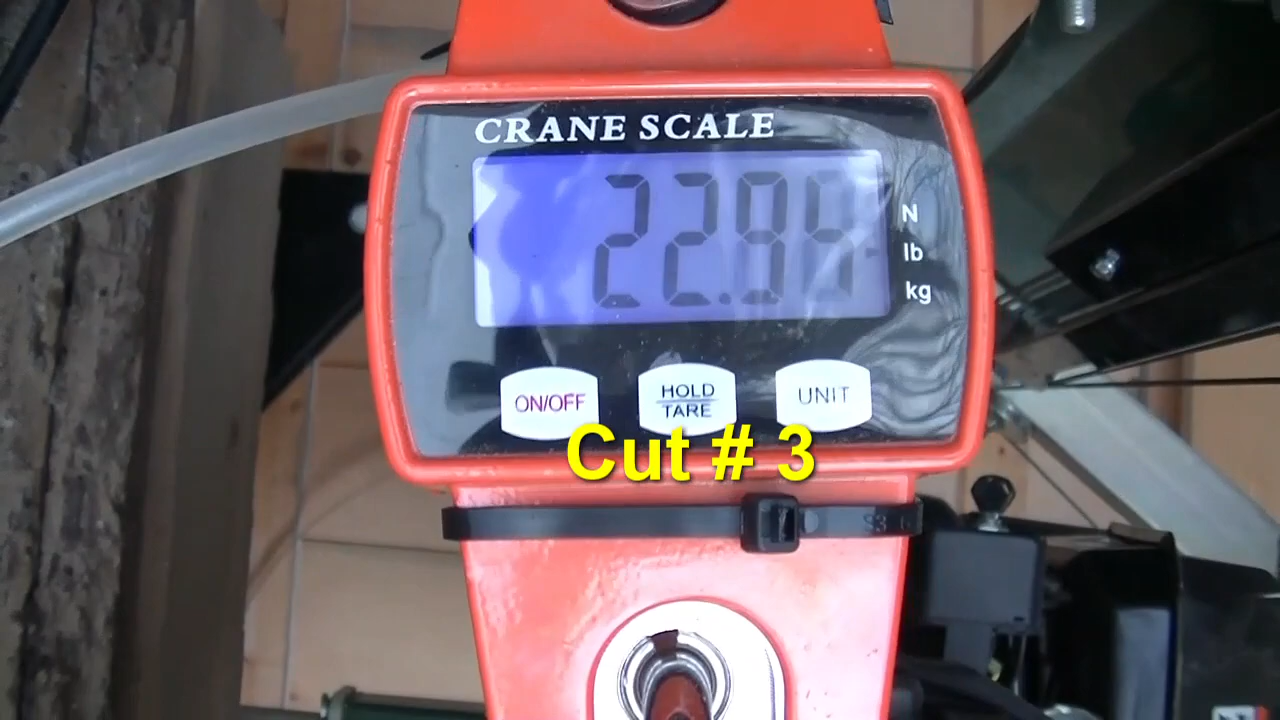 CRANE SCALE
N
lb
kg
ON/OFF
HOLD
TARE
UNIT
Cut # 3